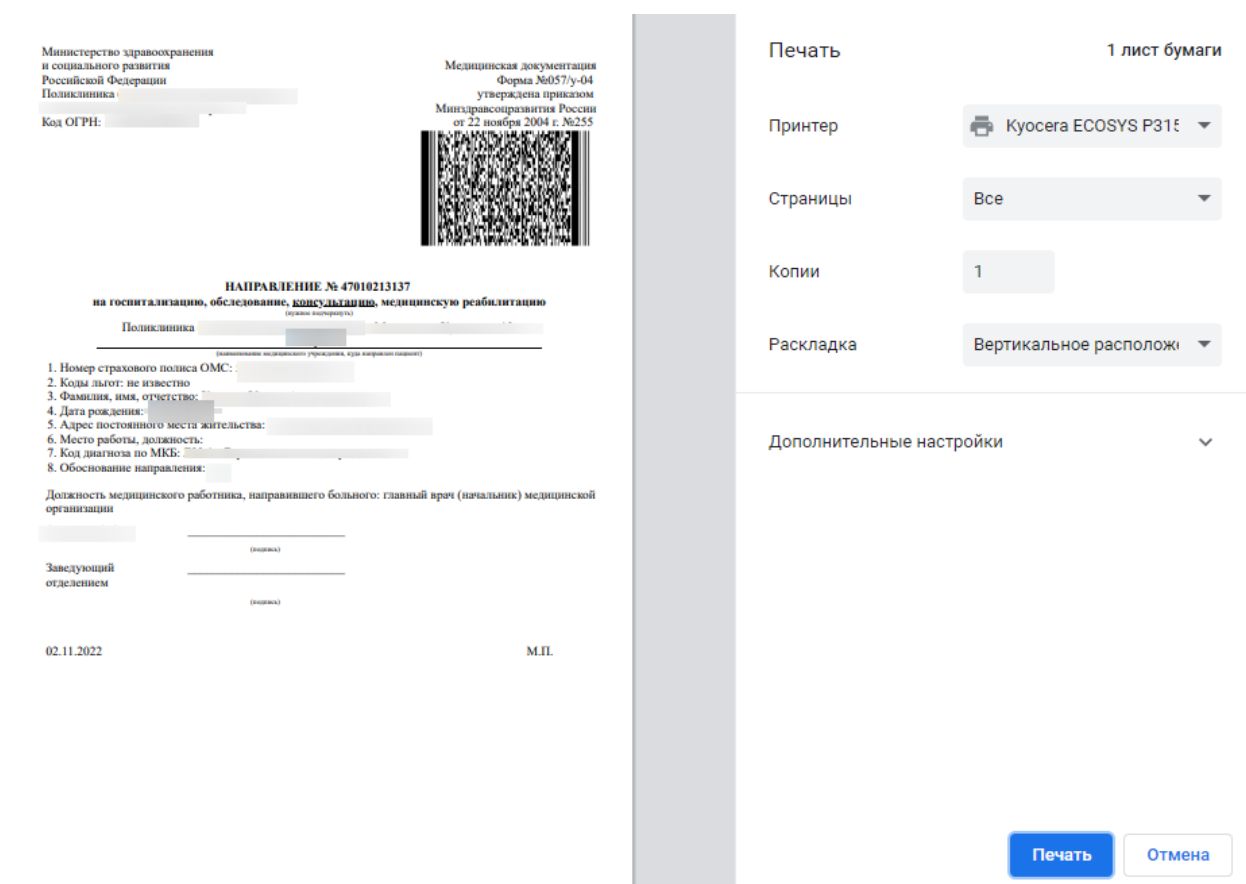 Министерство здравоохранения
и социального развития
Российской Федерации
Поликлиника
Код ОГРН:
Медицинская документация
Форма №057/у-04
утверждена приказом
Минздравсоцразвития России
от 22 ноября 2004 г. №255
НАПРАВЛЕНИЕ № 47010213137
на госпитализацию, обследование, консультацию, медицинскую реабилитацию
(нужное подчеркнуть)
Поликлиника
(наименование медицинского учреждения, куда направлен пациент)
1. Номер страхового полиса ОМС:
2. Коды льгот: не известно
3. Фамилия, имя, отчетство:
4. Дата рождения:
5. Адрес постоянного места жительства:
6. Место работы, должность:
7. Код диагноза по МКБ:
8. Обоснование направления:
Должность медицинского работника, направившего больного: главный врач (начальник) медицинской
организации
(подпись)
Заведующий
отделением
(подпись)
02.11.2022 М.П.
Печать 1 лист бумаги
Принтер Kyocera ECOSYS P315
Страницы Все
Копии 1
Раскладка Вертикальное располож
Дополнительные настройки
Печать Отмена